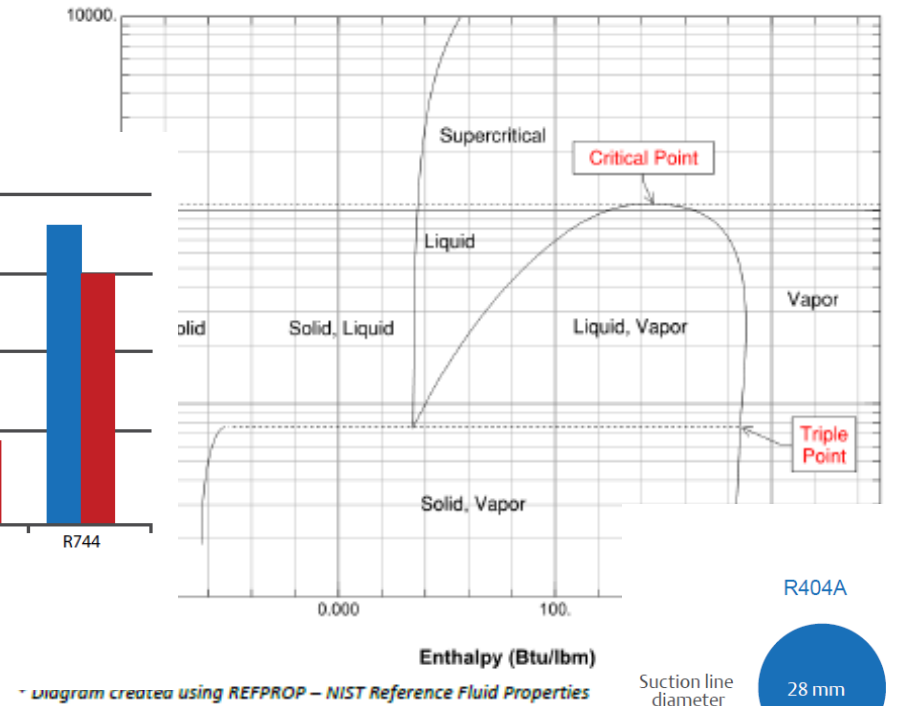 10000.
Supercritical
Critical Point
Liquid
Vapor
olid
Solid, Liquid
Liquid, Vapor
Triple
Point
Solid, Vapor
R744
0.000
100.
R404A
Enthalpy (Btu/lbm)
Suction line
diameter
28 mm
* Diagram created using REFPROP – NIST Reference Fluid Properties